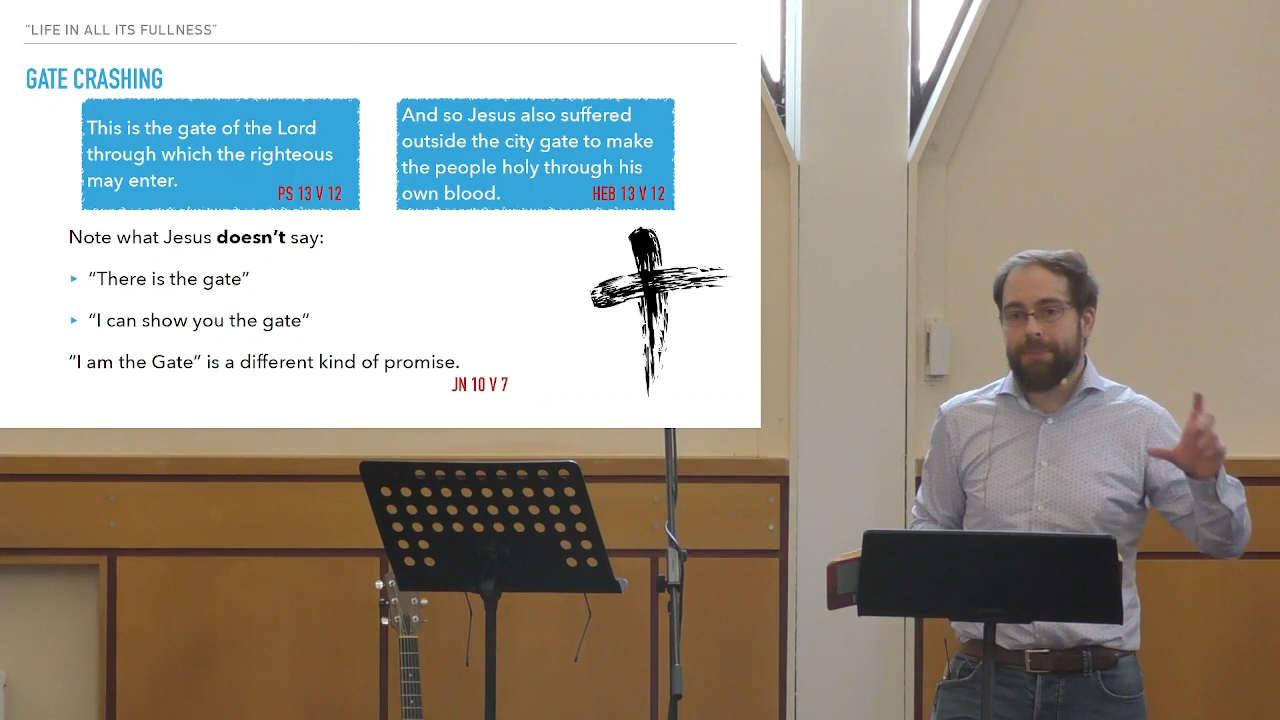 "LIFE IN ALL ITS FULLNESS"
GATE CRASHING
This is the gate of the Lord
through which the righteous
may enter.
PS 13 V 12
And so Jesus also suffered
outside the city gate to make
the people holy through his
own blood.
HEB 13 V 12
Note what Jesus doesn't say:
▸ "There is the gate"
▸ "I can show you the gate"
"I am the Gate" is a different kind of promise.
JN 10 V 7